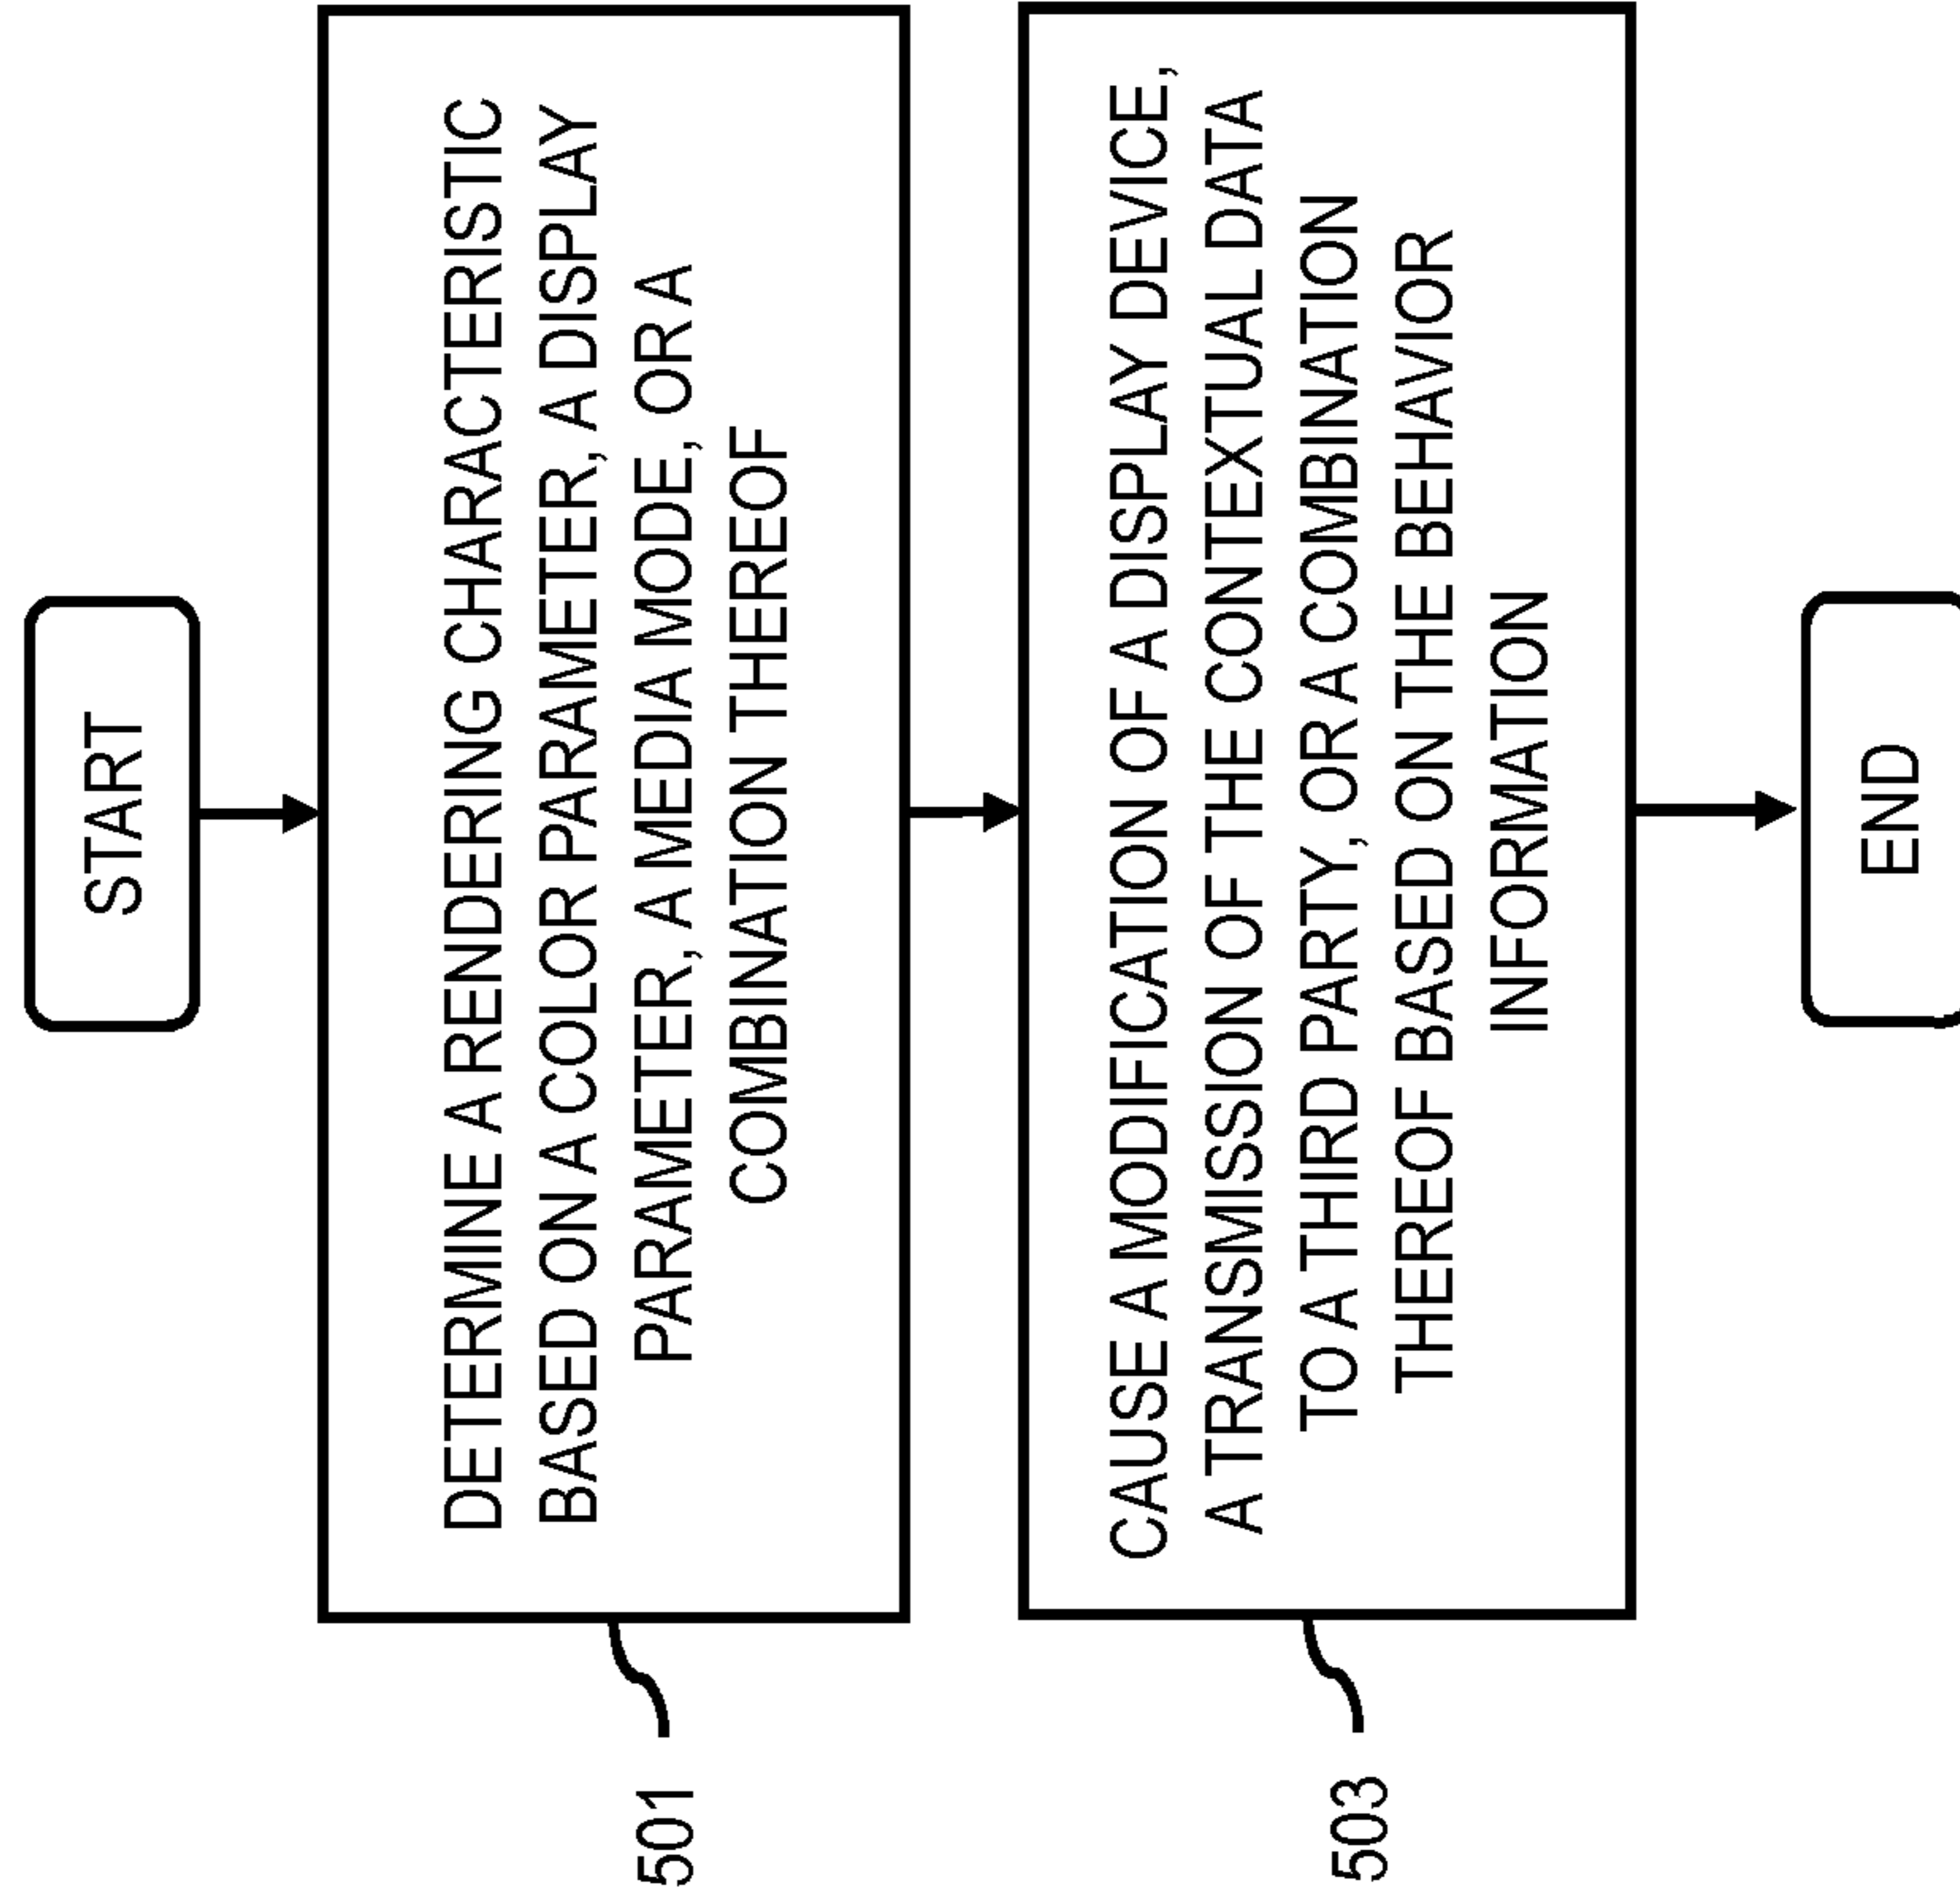 START
DETERMINE A RENDERING CHARACTERISTIC
BASED ON A COLOR PARAMETER, A DISPLAY
PARAMETER, A MEDIA MODE, OR A
COMBINATION THEREOF
501
CAUSE A MODIFICATION OF A DISPLAY DEVICE,
A TRANSMISSION OF THE CONTEXTUAL DATA
TO A THIRD PARTY, OR A COMBINATION
THEREOF BASED ON THE BEHAVIOR
INFORMATION
503
END